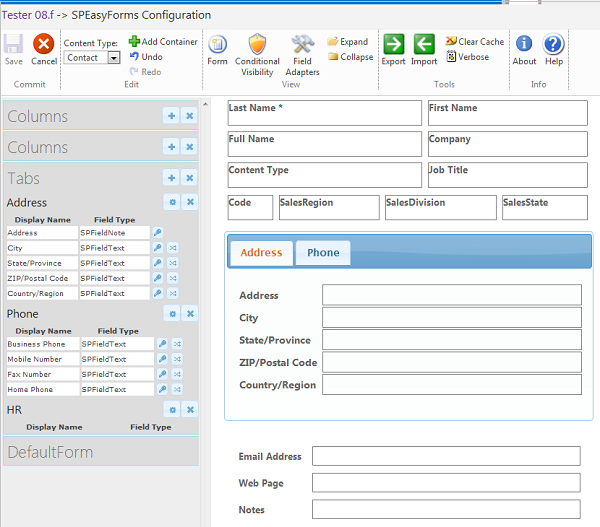 Tester 08.f -> SPEasyForms Configuration
Save
Cancel
Commit
Content Type:
Contact
Add Container
Undo
Redo
Edit
Form
Conditional
Visibility
Field
Adapters
Expand
Collapse
View
Export
Import
Clear Cache
Verbose
Tools
About
Help
Info
Columns
Columns
Tabs
Address
Display Name Field Type
Address SPFieldNote
City SPFieldText
State/Province SPFieldText
ZIP/Postal Code SPFieldText
Country/Region SPFieldText
Phone
Display Name Field Type
Business Phone SPFieldText
Mobile Number SPFieldText
Fax Number SPFieldText
Home Phone SPFieldText
HR
Display Name Field Type
DefaultForm
Last Name * First Name
Full Name Company
Content Type Job Title
Code SalesRegion SalesDivision SalesState
Address Phone
Address
City
State/Province
ZIP/Postal Code
Country/Region
Email Address
Web Page
Notes